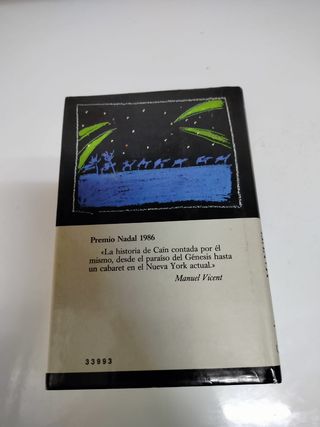 Premio Nadal 1986
«La historia de Caín contada por él
mismo, desde el paraíso del Génesis hasta
un cabaret en el Nueva York actual.»
Manuel Vicent
33993